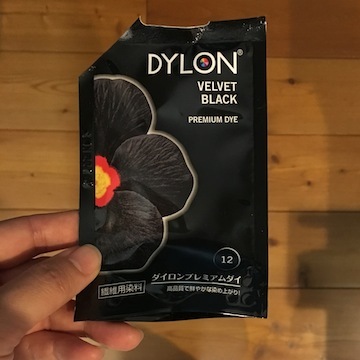 DYLON®
VELVET
BLACK
PREMIUM DYE
12
ダイロンプレミアムダイ
繊維用染料
高品質で鮮やかな染め上がり!